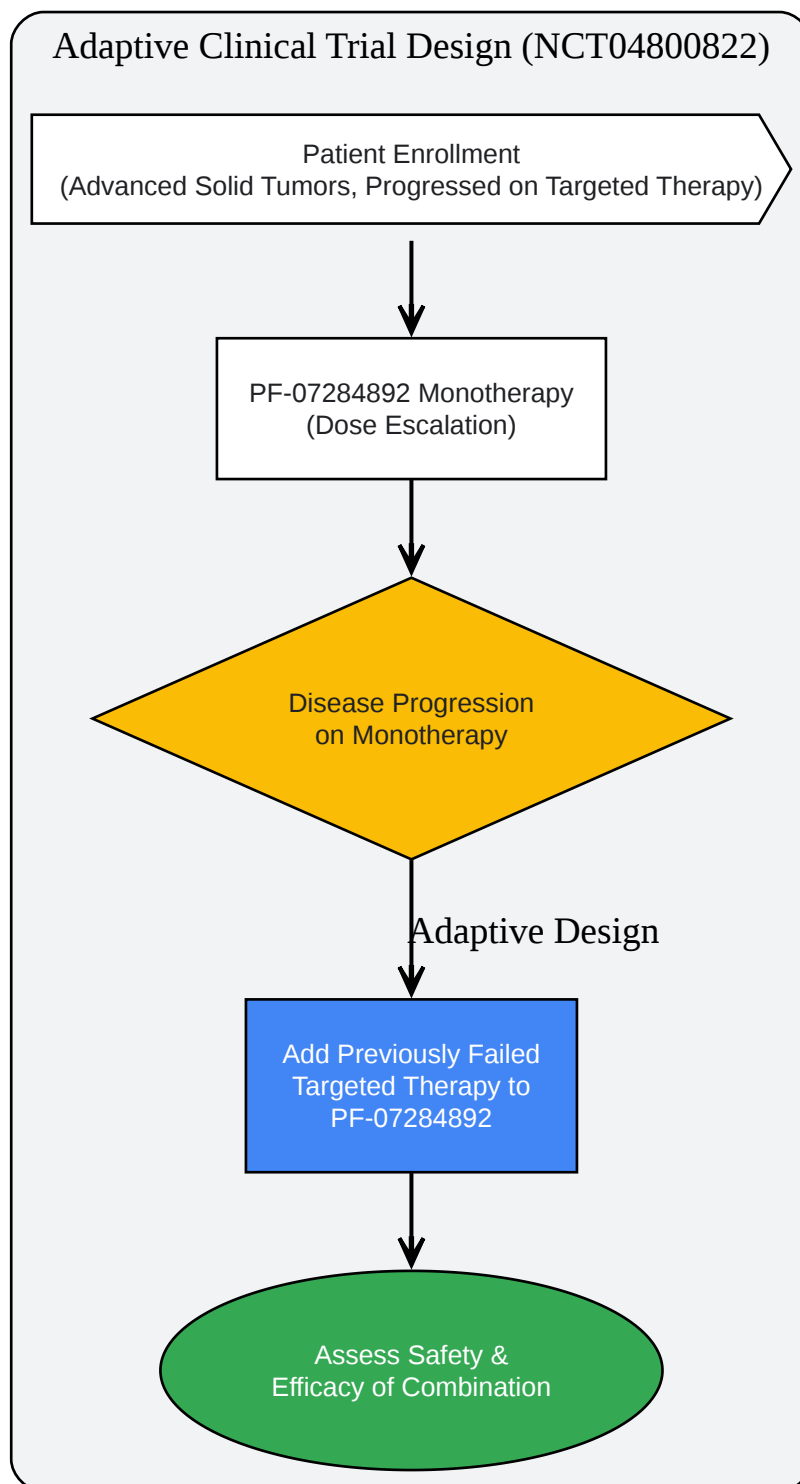 Adaptive Clinical Trial Design (NCT04800822)
Patient Enrollment
(Advanced Solid Tumors, Progressed on Targeted Therapy)
PF-07284892 Monotherapy
(Dose Escalation)
Disease Progression
on Monotherapy
Adaptive Design
Add Previously Failed
Targeted Therapy to
PF-07284892
Assess Safety &
Efficacy of Combination